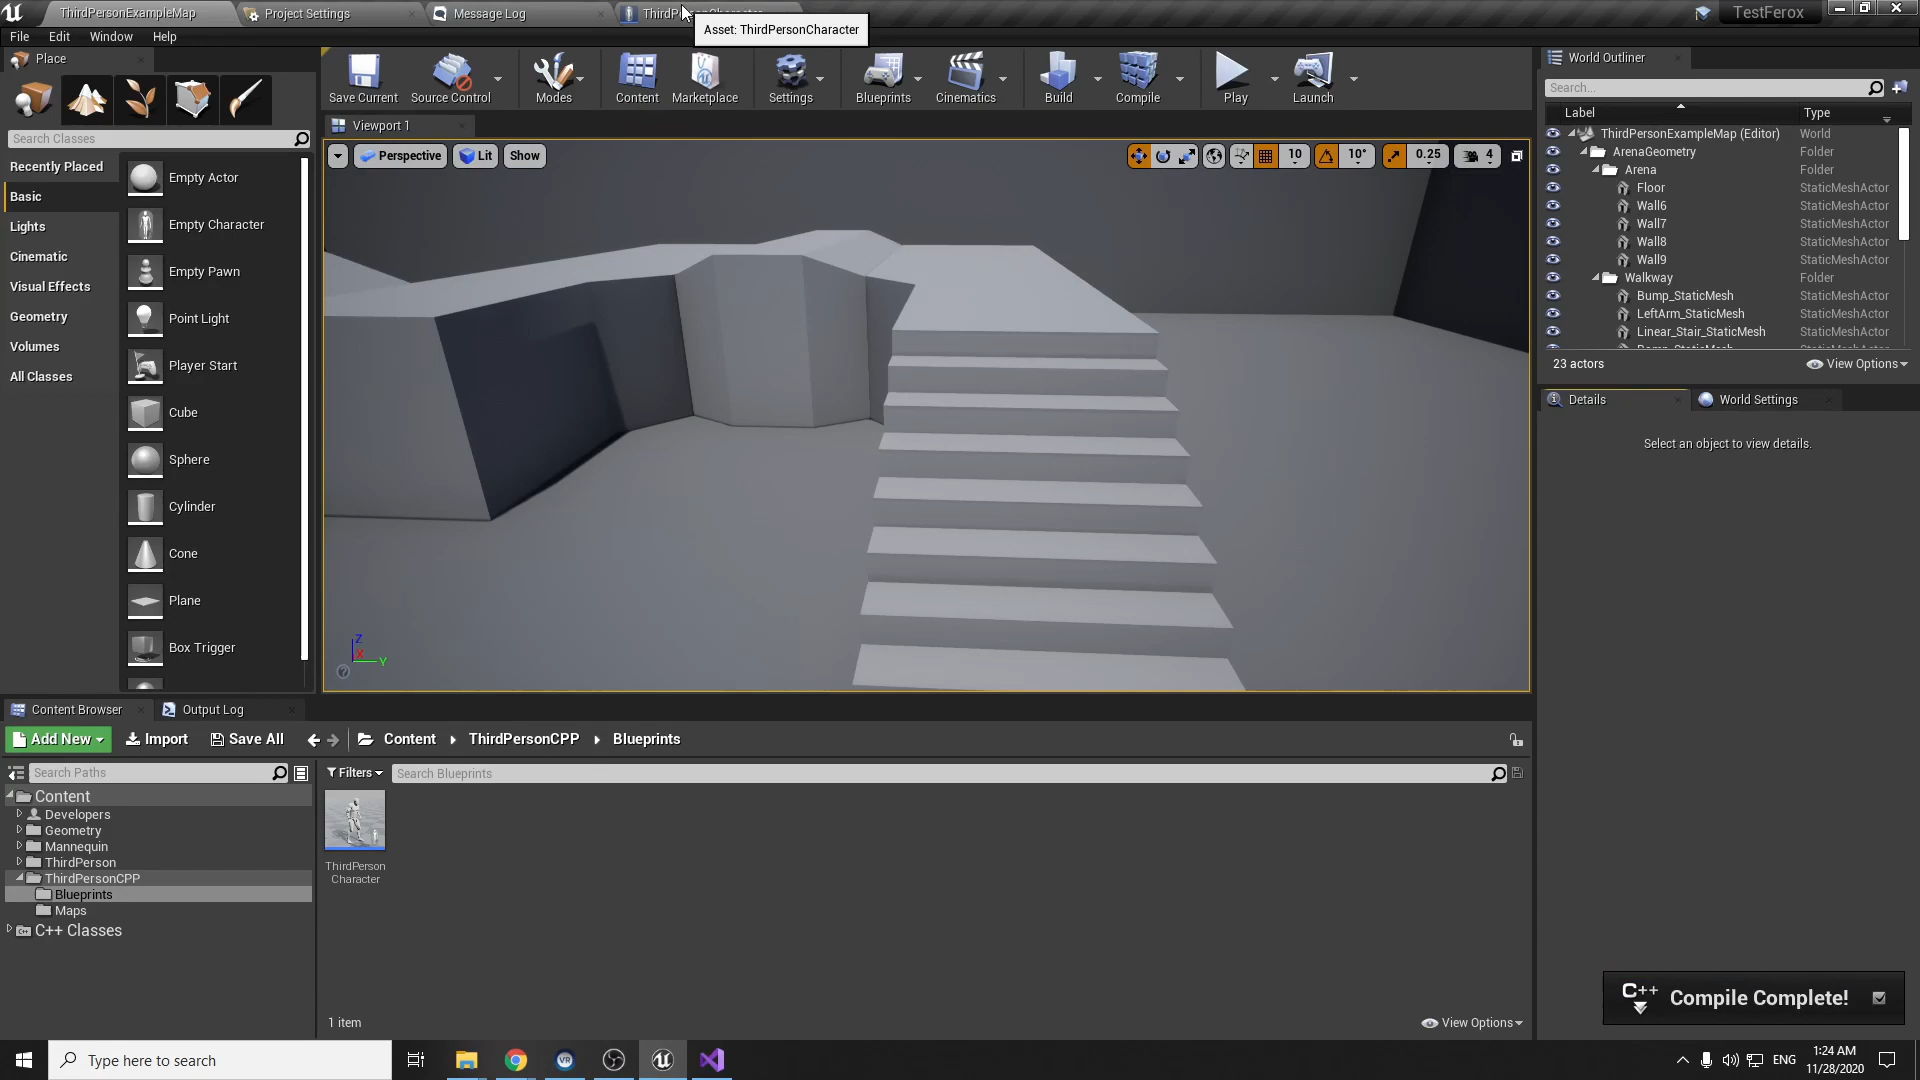 ThirdPersonExampleMap
Project Settings
Message Log
TestFerox
Asset: ThirdPersonCharacter
File Edit Window Help
Place
Save Current
Source Control
Modes
Content
Marketplace
Settings
Blueprints
Cinematics
Build
Compile
Play
Launch
Search Classes
Recently Placed
Basic
Lights
Cinematic
Visual Effects
Geometry
Volumes
All Classes
Empty Actor
Empty Character
Empty Pawn
Point Light
Player Start
Cube
Sphere
Cylinder
Cone
Plane
Box Trigger
Viewport 1
Perspective Lit Show
10 10° 0.25 4
Z
X
Y
World Outliner
Search...
Label Type
ThirdPersonExampleMap (Editor) World
ArenaGeometry Folder
Arena Folder
Floor StaticMeshActor
Wall6 StaticMeshActor
Wall7 StaticMeshActor
Wall8 StaticMeshActor
Wall9 StaticMeshActor
Walkway Folder
Bump_StaticMesh StaticMeshActor
LeftArm_StaticMesh StaticMeshActor
Linear_Stair_StaticMesh StaticMeshActor
23 actors View Options
Details World Settings
Select an object to view details.
Content Browser Output Log
Add New Import Save All Content ThirdPersonCPP Blueprints
Search Paths
Filters Search Blueprints
Content
Developers
Geometry
Mannequin
ThirdPerson
ThirdPersonCPP
Blueprints
Maps
C++ Classes
ThirdPerson
Character
1 item View Options
C++ Compile Complete!
Type here to search
VR
ENG
1:24 AM
11/28/2020